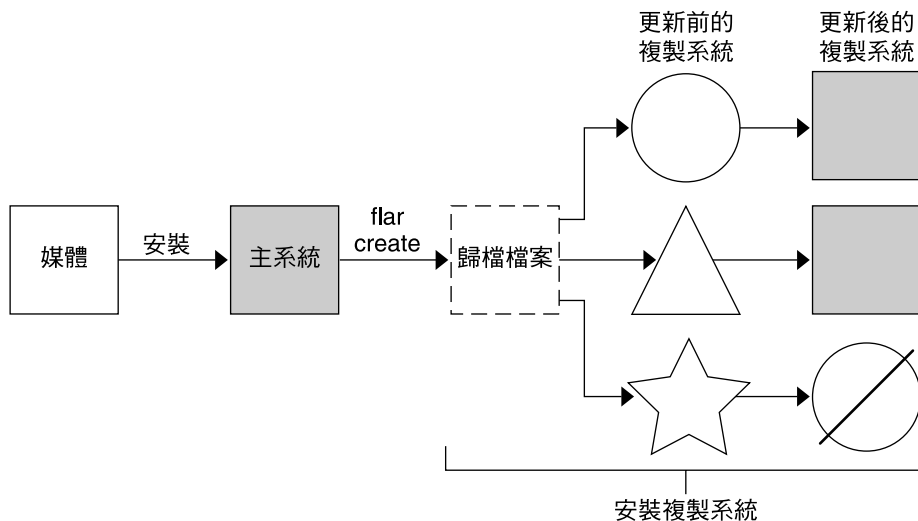 更新前的
複製系統
更新後的
複製系統
媒體
安裝
主系統
flar
create
歸檔檔案
安裝複製系統